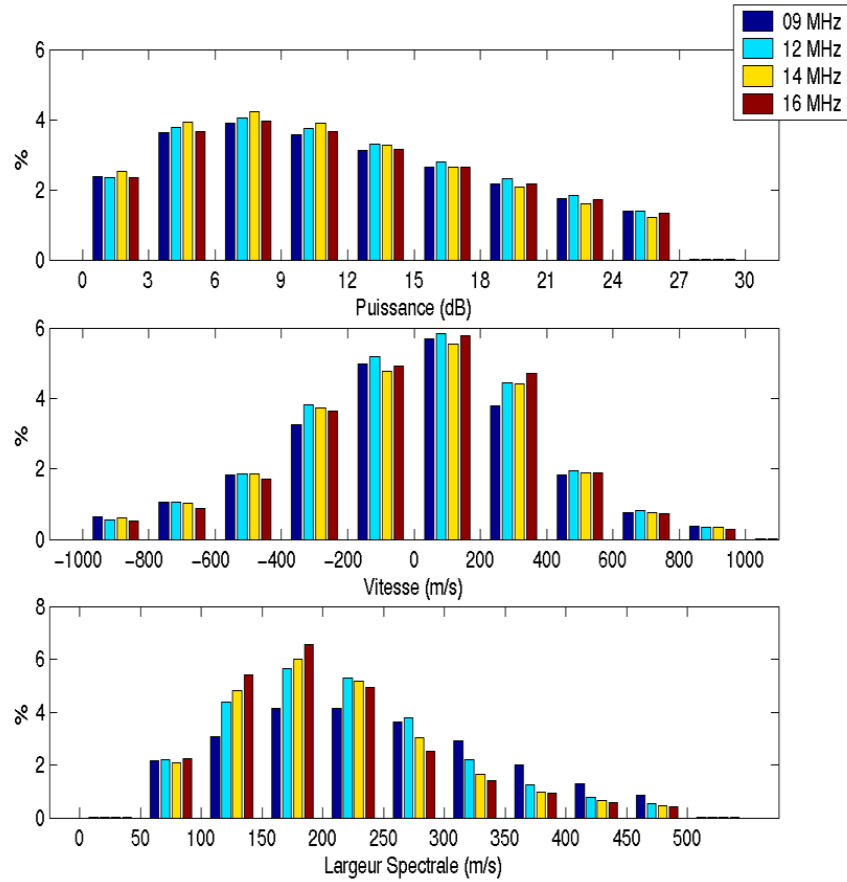 09 MHz
12 MHz
14 MHz
16 MHz
6
4
2
0
%
0 3 6 9 12 15 18 21 22 27 30
Puissance (dB)
6
4
2
0
%
−1000 −800 −600 −400 −200 0 200 400 600 800 1000
Vitesse (m/s)
8
6
4
2
0
%
0 50 100 150 200 250 300 350 400 450 500
Largeur Spectrale (m/s)